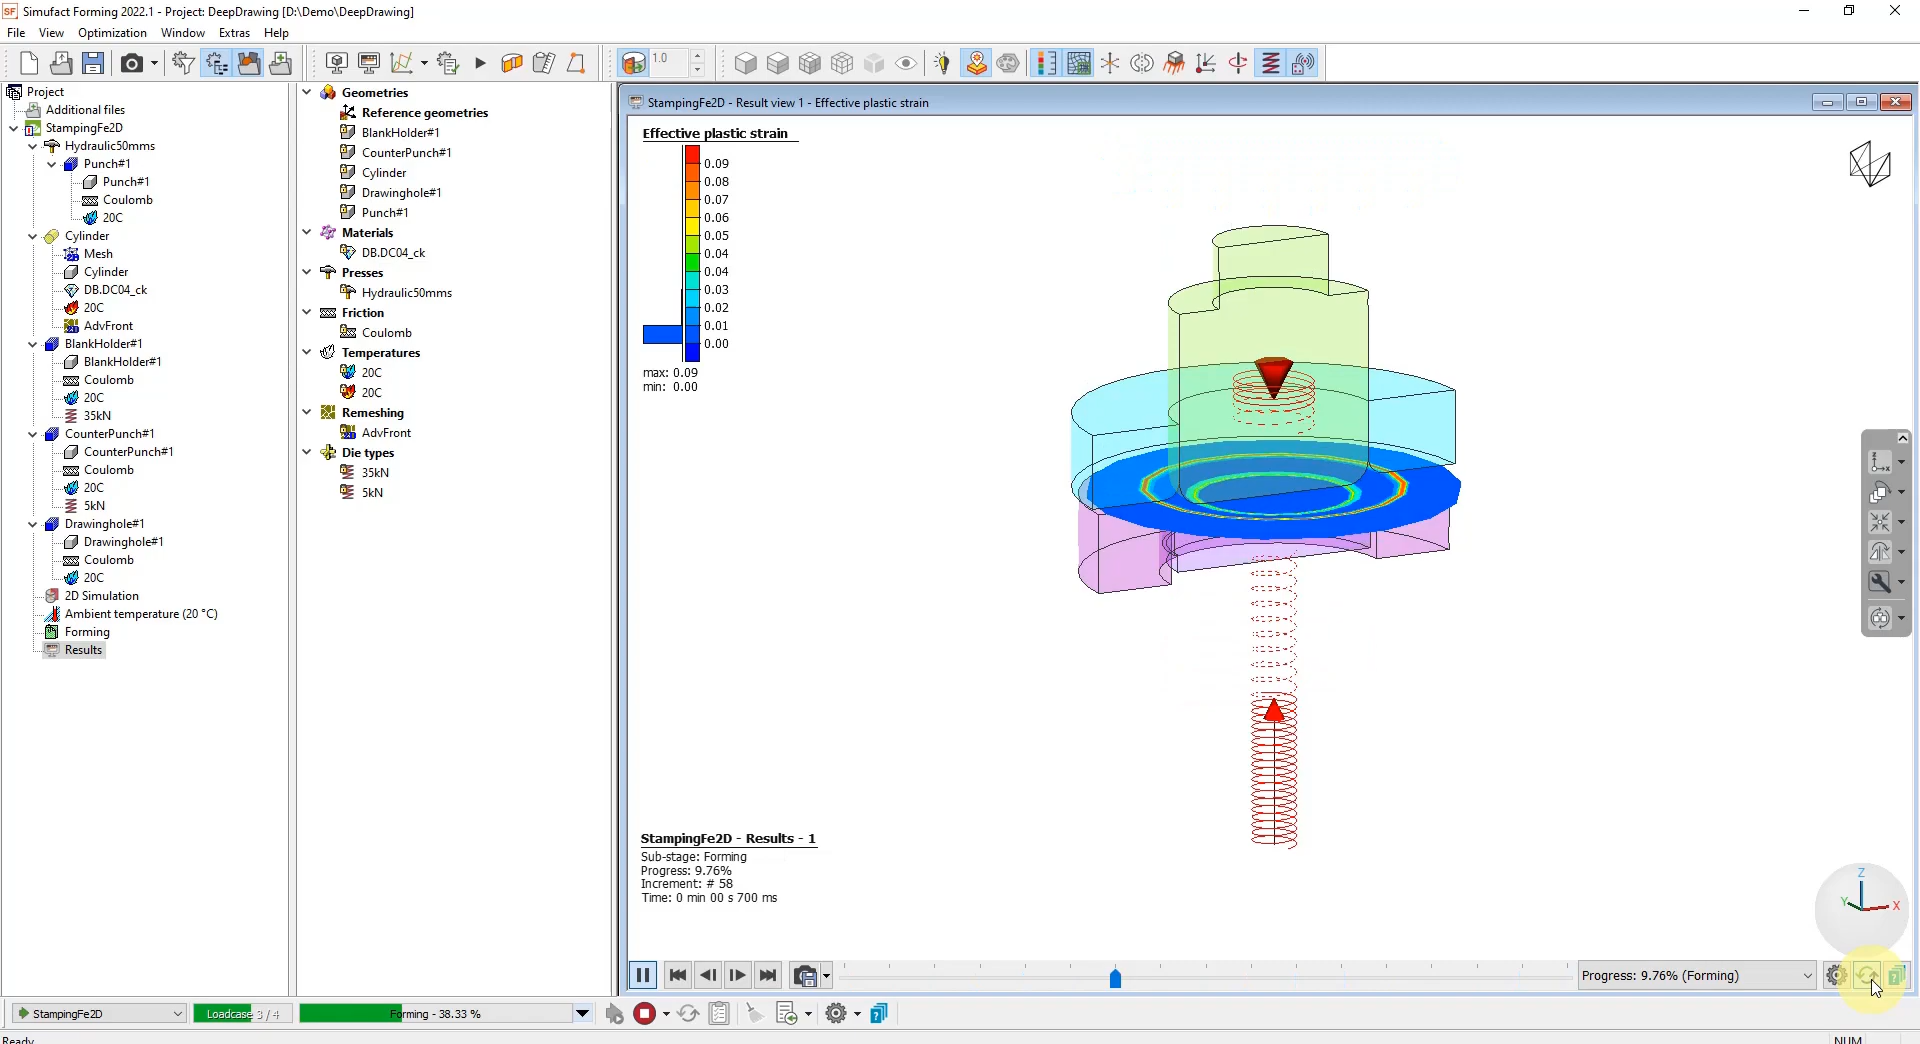 SF Simufact Forming 2022.1 - Project: DeepDrawing [D:\Demo\DeepDrawing]
File View Optimization Window Extras Help
1.0
Project
Additional files
StampingFe2D
Hydraulic50mms
Punch#1
Punch#1
Coulomb
20C
Cylinder
Mesh
Cylinder
DB.DC04_ck
20C
AdvFront
BlankHolder#1
BlankHolder#1
Coulomb
20C
35kN
CounterPunch#1
CounterPunch#1
Coulomb
20C
5kN
Drawinghole#1
Drawinghole#1
Coulomb
20C
2D Simulation
Ambient temperature (20 °C)
Forming
Results
Geometries
Reference geometries
BlankHolder#1
CounterPunch#1
Cylinder
Drawinghole#1
Punch#1
Materials
DB.DC04_ck
Presses
Hydraulic50mms
Friction
Coulomb
Temperatures
20C
20C
Remeshing
AdvFront
Die types
35kN
5kN
StampingFe2D - Result view 1 - Effective plastic strain
Effective plastic strain
0.09
0.08
0.07
0.06
0.05
0.04
0.04
0.03
0.02
0.01
0.00
max: 0.09
min: 0.00
StampingFe2D - Results - 1
Sub-stage: Forming
Progress: 9.76%
Increment: # 58
Time: 0 min 00 s 700 ms
Z
Y
X
Progress: 9.76% (Forming)
StampingFe2D
Loadcase 3 / 4
Forming - 38.33 %
Ready
NUM